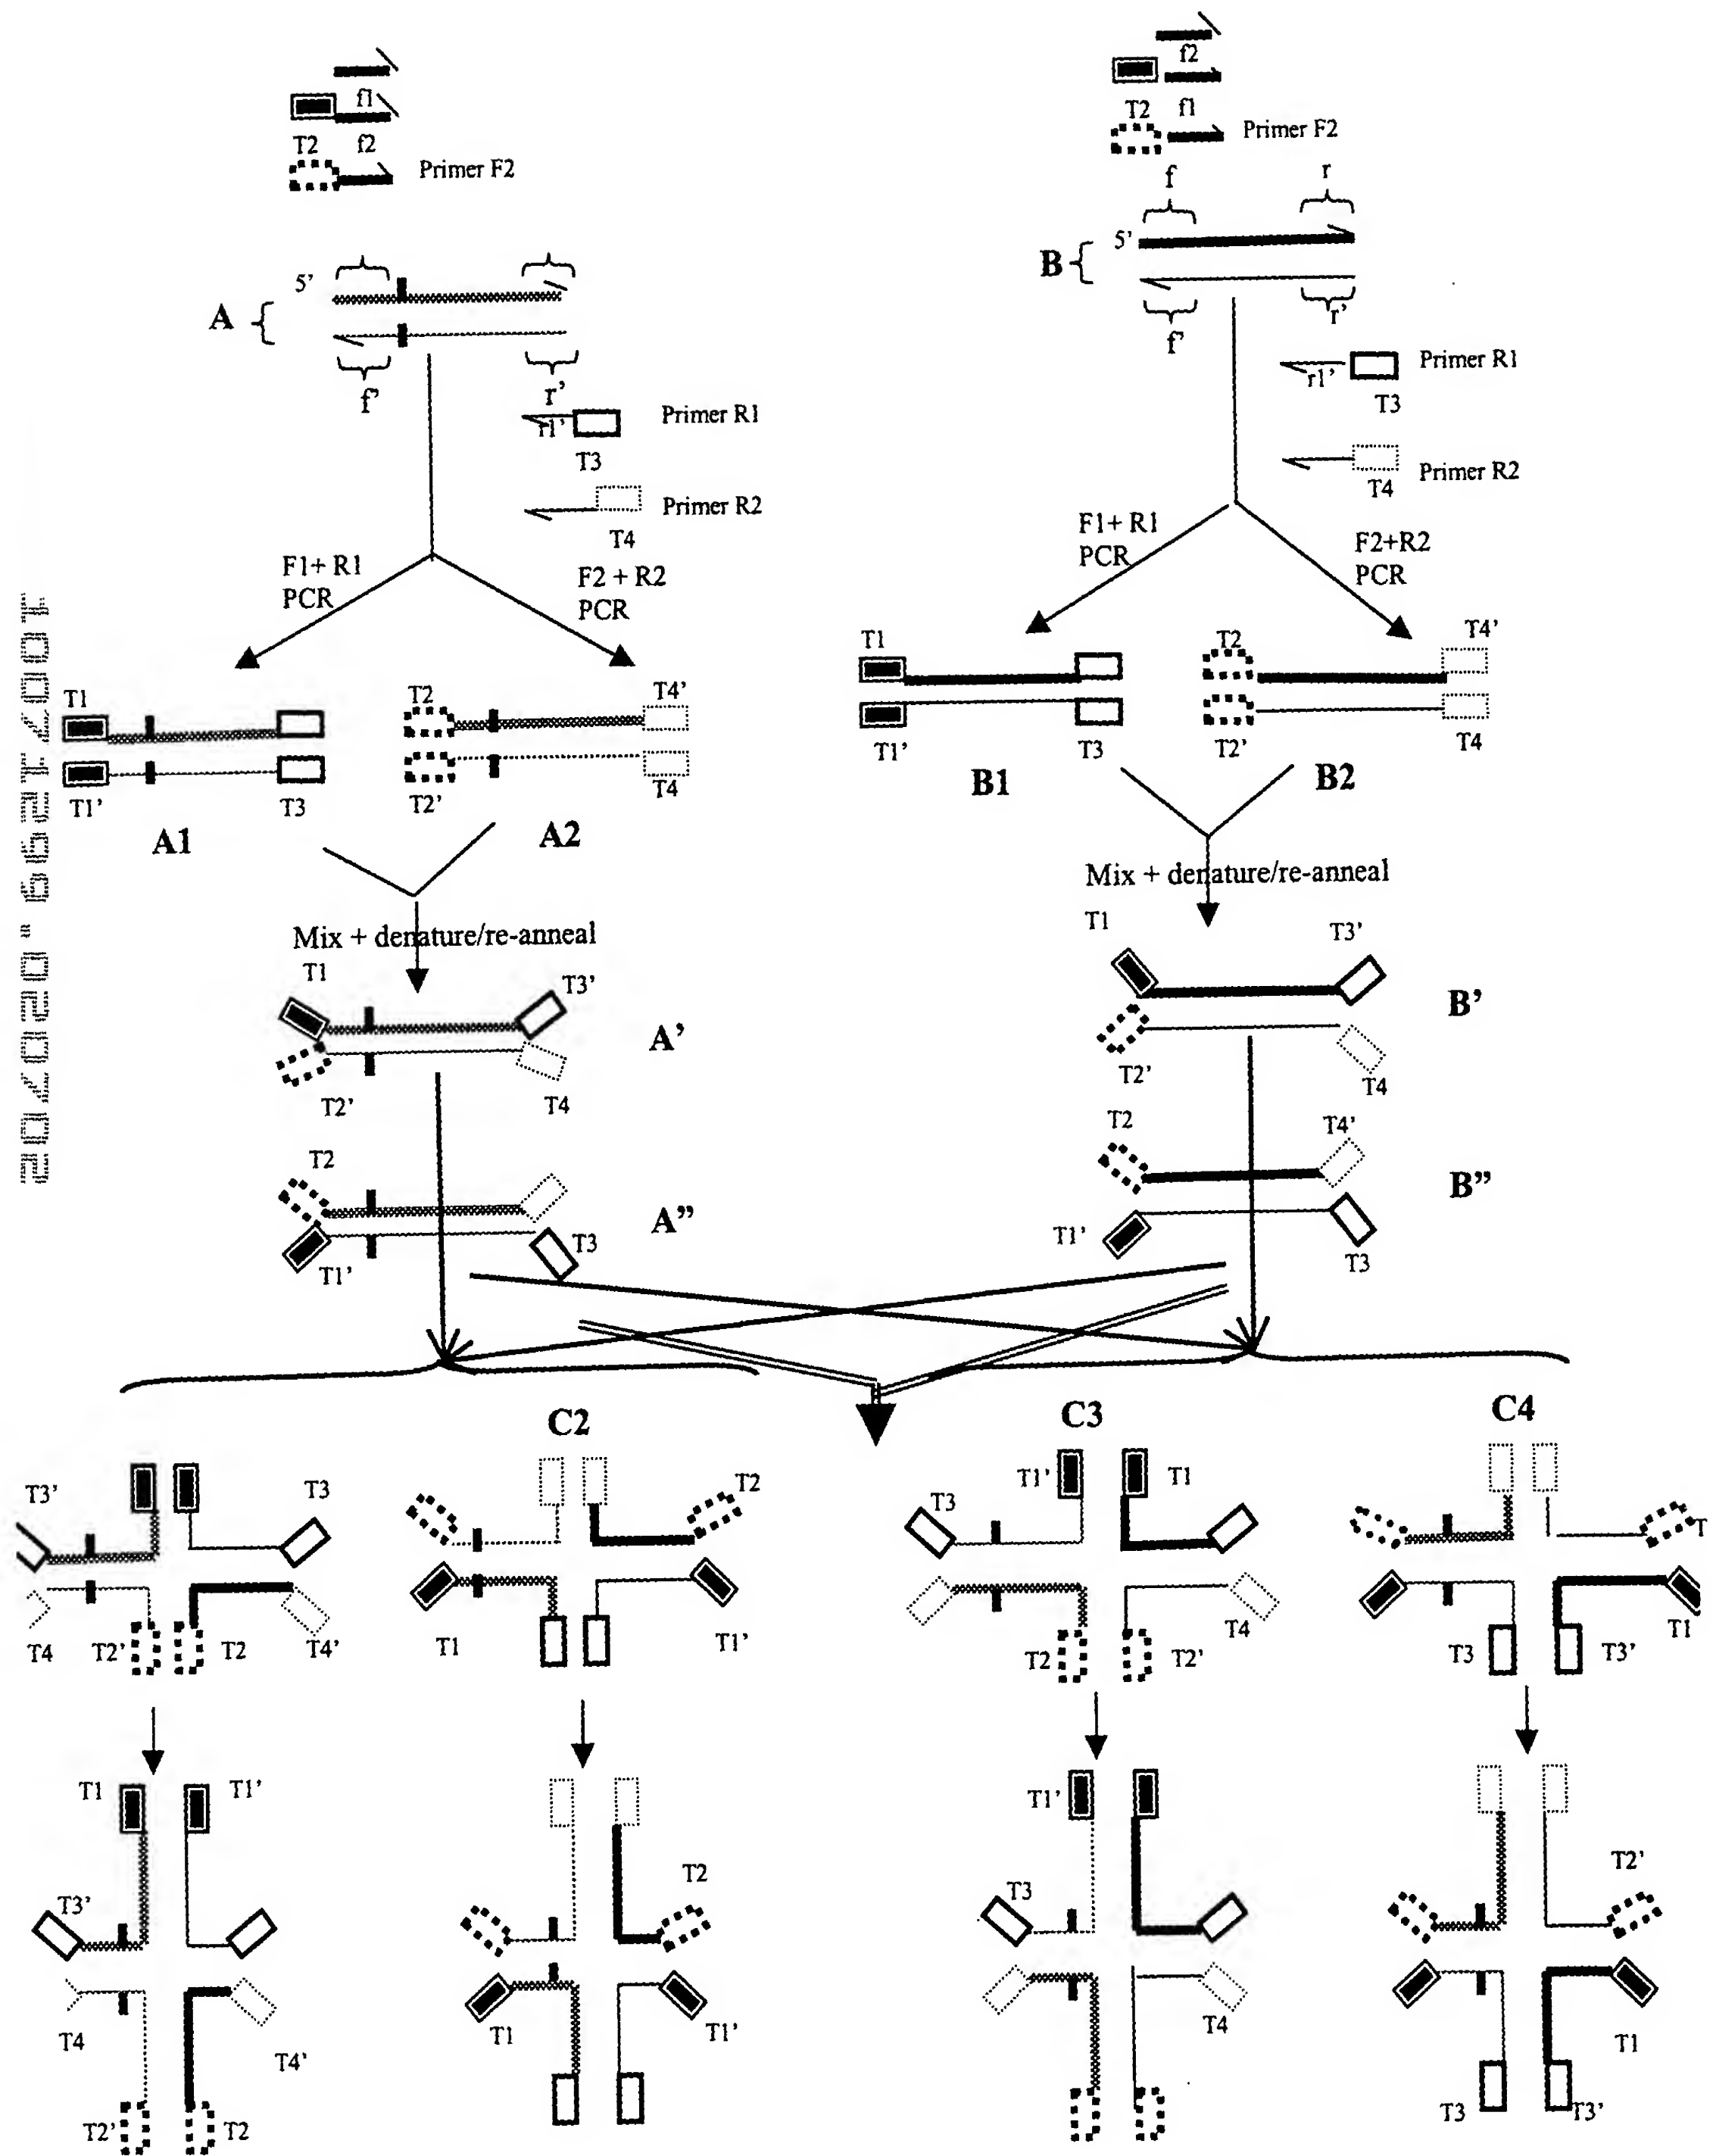 f1
T2
f2
Primer F2
f2
T2
f1
Primer F2
f
r
5'
B
f'
r'
5'
A
f'
r'
r1'
T3
Primer R1
T4
Primer R2
r1'
T3
Primer R1
T4
Primer R2
F1+ R1
PCR
F2 + R2
PCR
F1+ R1
PCR
F2+R2
PCR
T1
T2
T4'
T1'
T3
T2'
T4
A1
A2
T1
T2
T4'
T1'
T3
T2'
T4
B1
B2
Mix + denature/re-anneal
Mix + denature/re-anneal
T1
T3'
A'
T2'
T4
T2
A”
T1'
T3
T1
T3'
B'
T2'
T4
T2
T4'
B”
T1'
T3
10071299.020702
C2
C3
C4
T3'
T3
T4
T2'
T2
T4'
T2
T1
T1'
T1'
T1
T3
T2
T2'
T4
T
T1
T3
T3'
T1
T1'
T3'
T4
T4'
T2'
T2
T2
T1
T1'
T1'
T3
T4
T2'
T1
T3
T3'